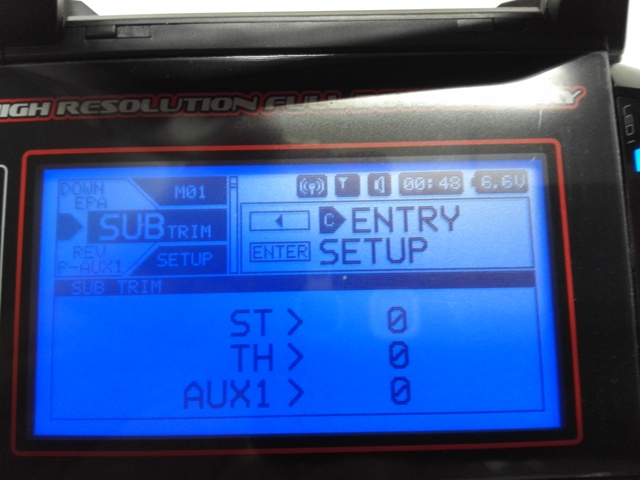 HIGH RESOLUTION FULL
DOWN
EPA
M01
SUB TRIM
REV
P-AUX1
SETUP
00:48
6.6V
C ENTRY
ENTER SETUP
SUB TRIM
ST> 0
TH> 0
AUX1> 0